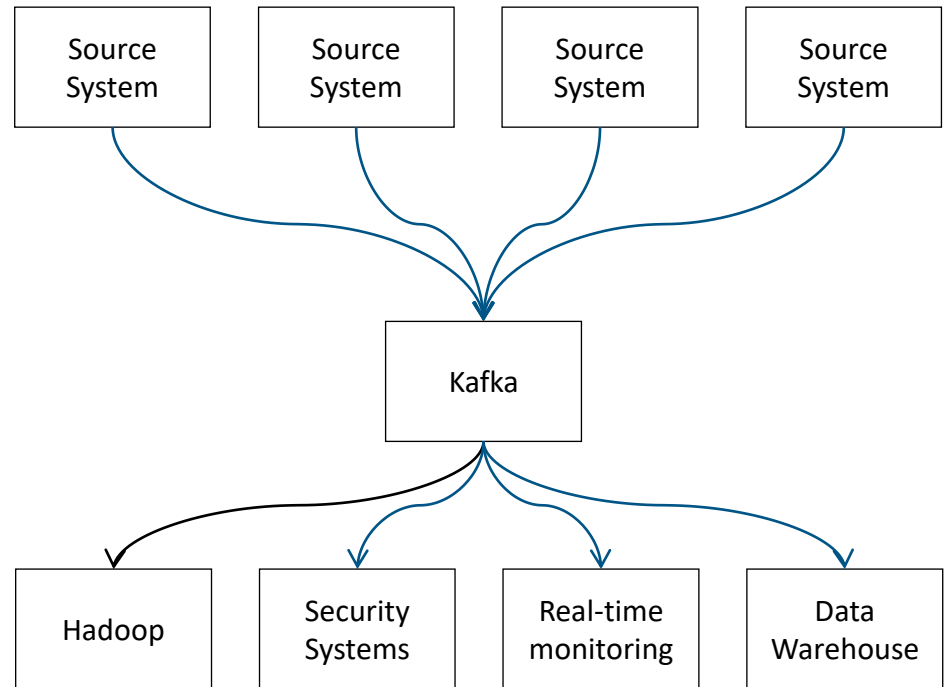 Source
System
Source
System
Source
System
Source
System
Kafka
Hadoop
Security
Systems
Real-time
monitoring
Data
Warehouse